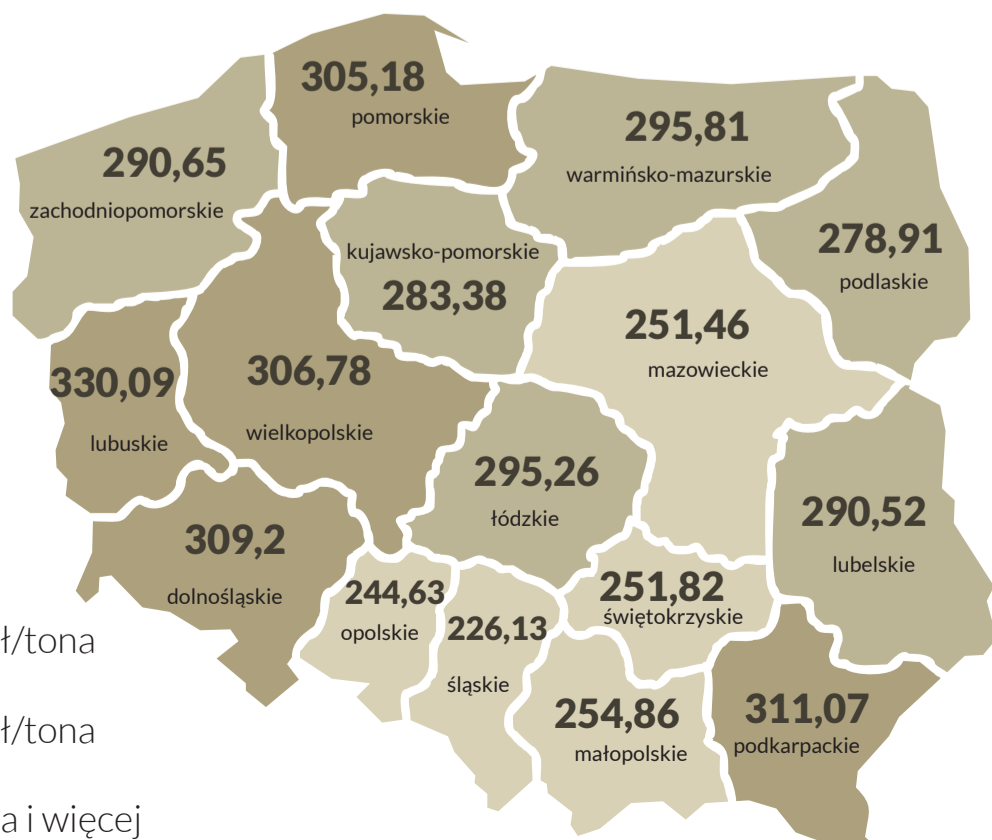 305,18
pomorskie
295,81
warmińsko-mazurskie
290,65
zachodniopomorskie
kujawsko-pomorskie
283,38
278,91
podlaskie
251,46
mazowieckie
330,09
lubuskie
306,78
wielkopolskie
295,26
łódzkie
290,52
lubelskie
309,2
dolnośląskie
244,63
opolskie
226,13
śląskie
251,82
świętokrzyskie
254,86
małopolskie
311,07
podkarpackie
ł/tona
ł/tona
a i więcej